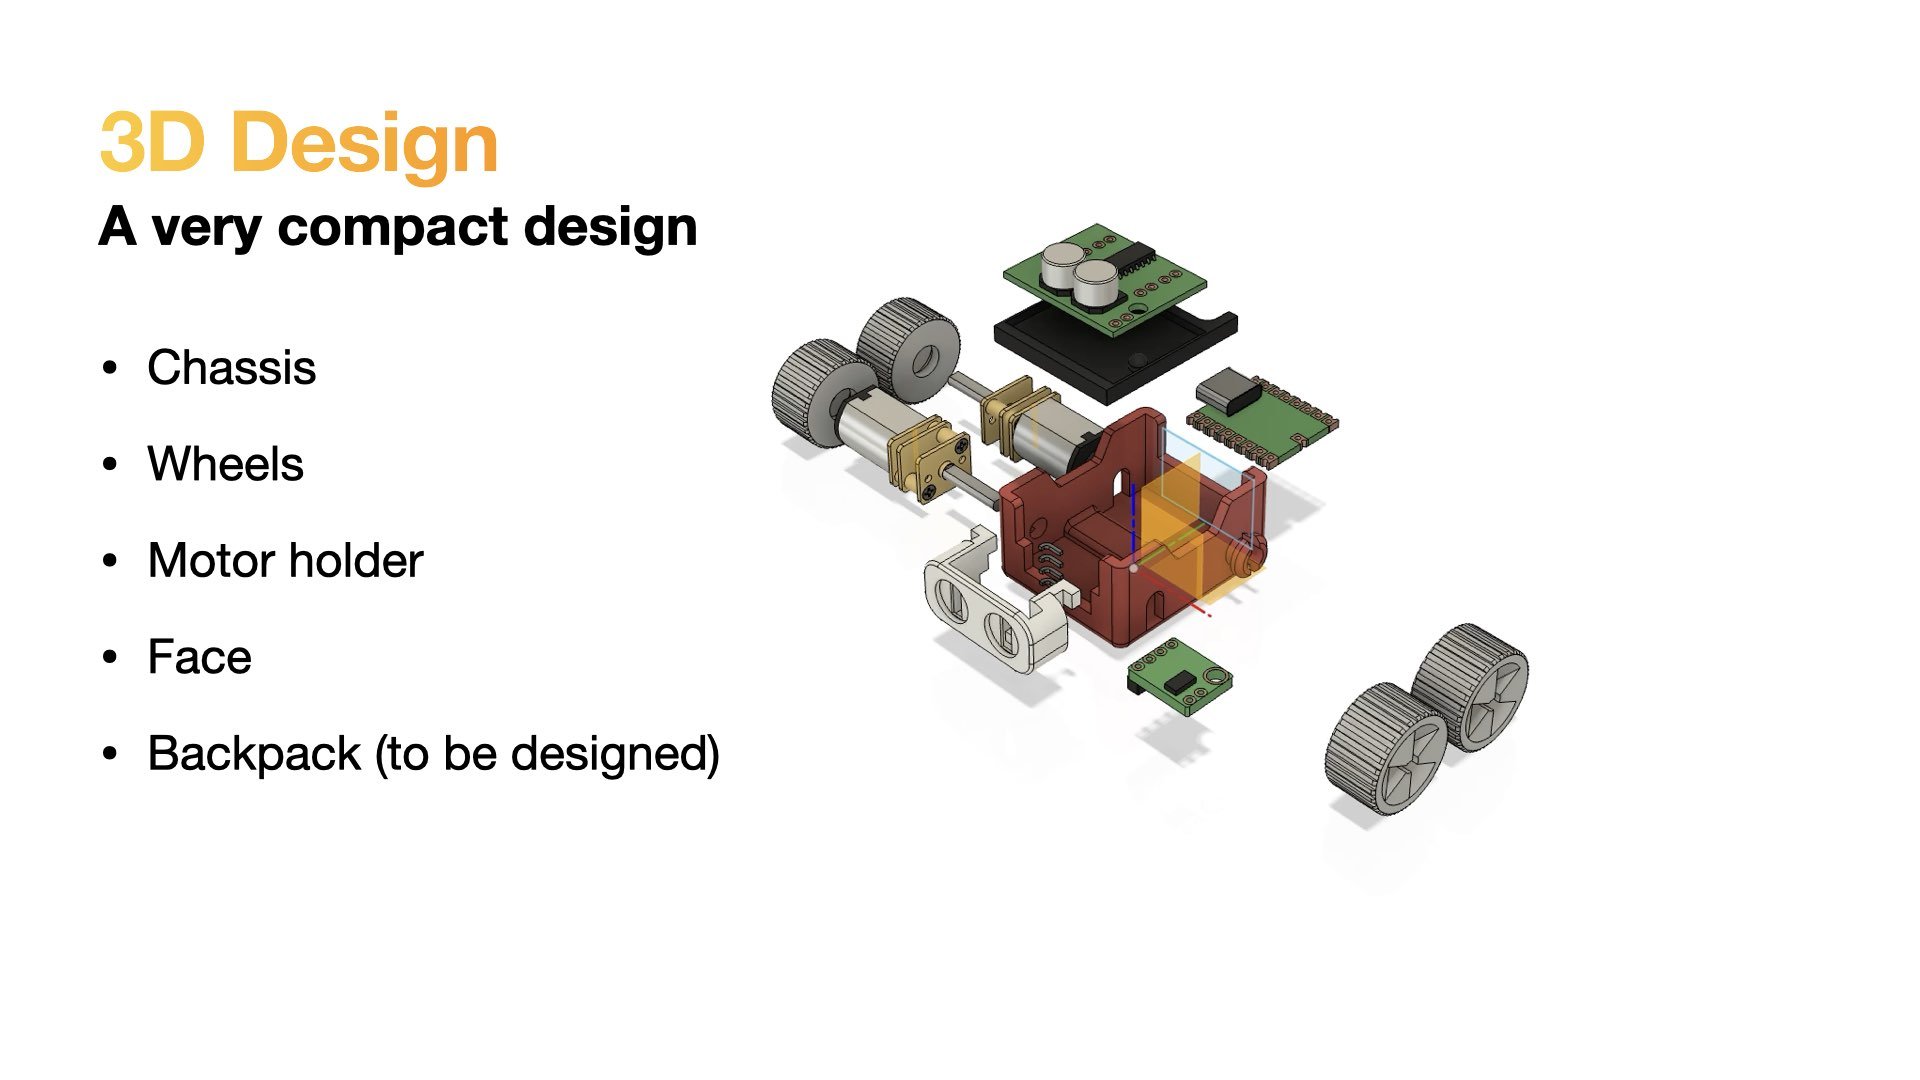 3D Design
A very compact design
• Chassis
• Wheels
• Motor holder
• Face
• Backpack (to be designed)